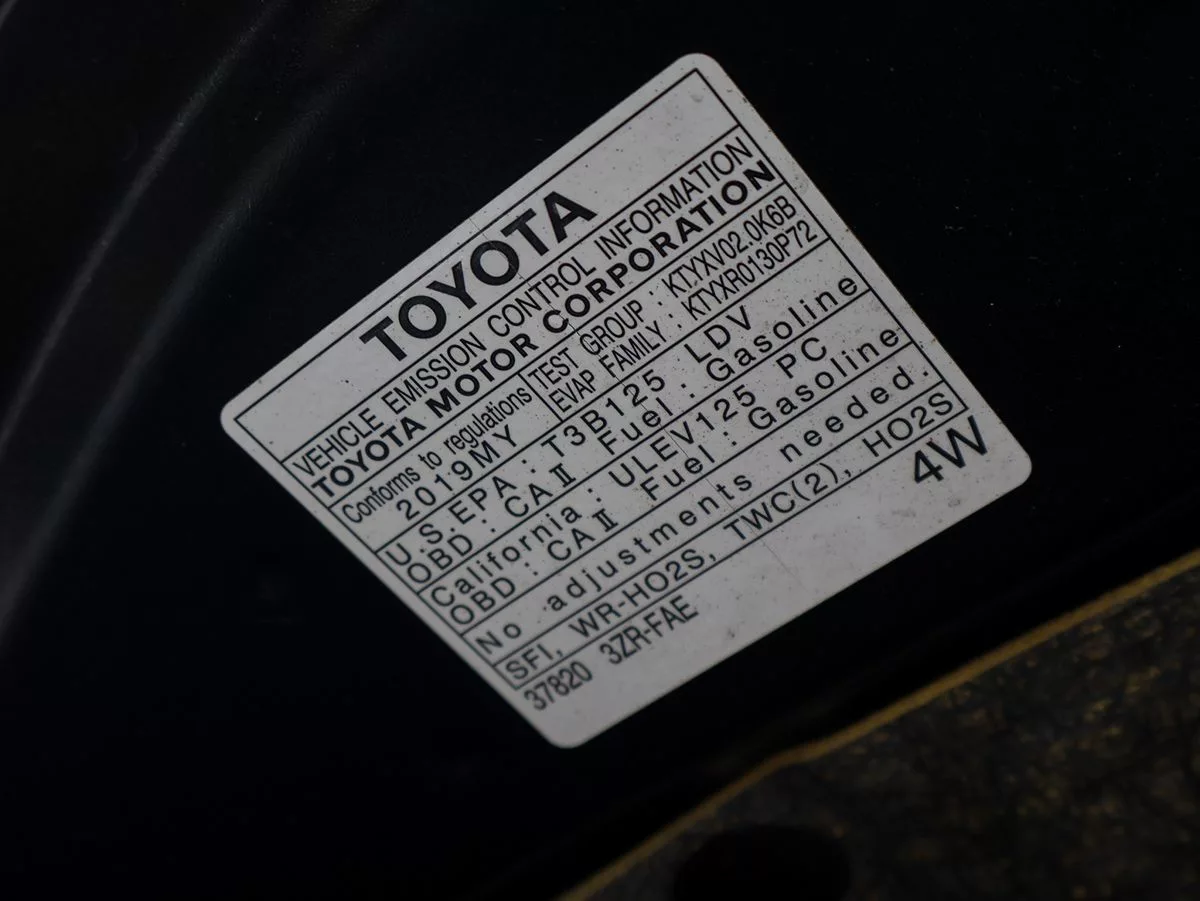 TOYOTA
VEHICLE EMISSION CONTROL INFORMATION
TOYOTA MOTOR CORPORATION
Conforms to regulations
2019MY
TEST GROUP : KTYXV02.0K6B
EVAP FAMILY : KTYXR0130P72
U.S.EPA : T3B125 LDV
OBD : CA II Fuel : Gasoline
California : ULEV125 PC
OBD : CA II Fuel : Gasoline
No adjustments needed.
SFI, WR-HO2S, TWC(2), HO2S
37820 3ZR-FAE
4W